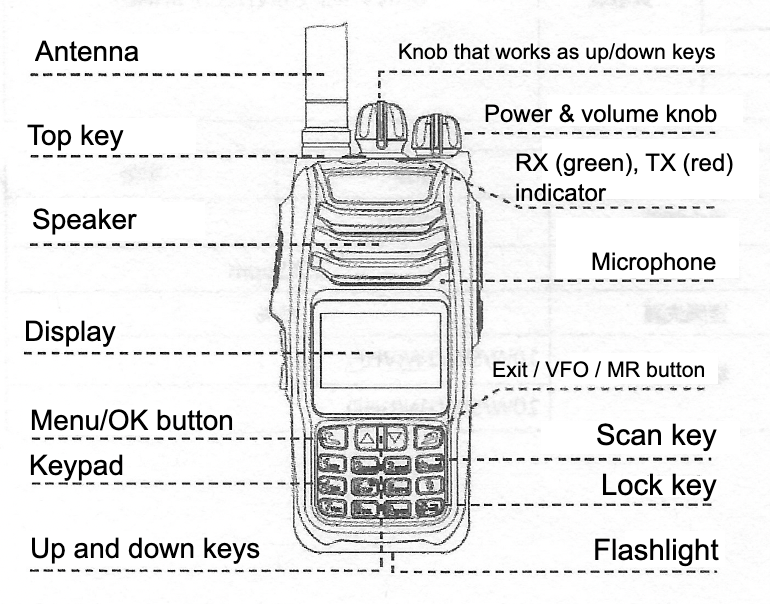 Antenna
Knob that works as up/down keys
Power & volume knob
Top key
RX (green), TX (red)
indicator
Speaker
Microphone
Display
Exit / VFO / MR button
Menu/OK button
Scan key
Keypad
Lock key
Up and down keys
Flashlight